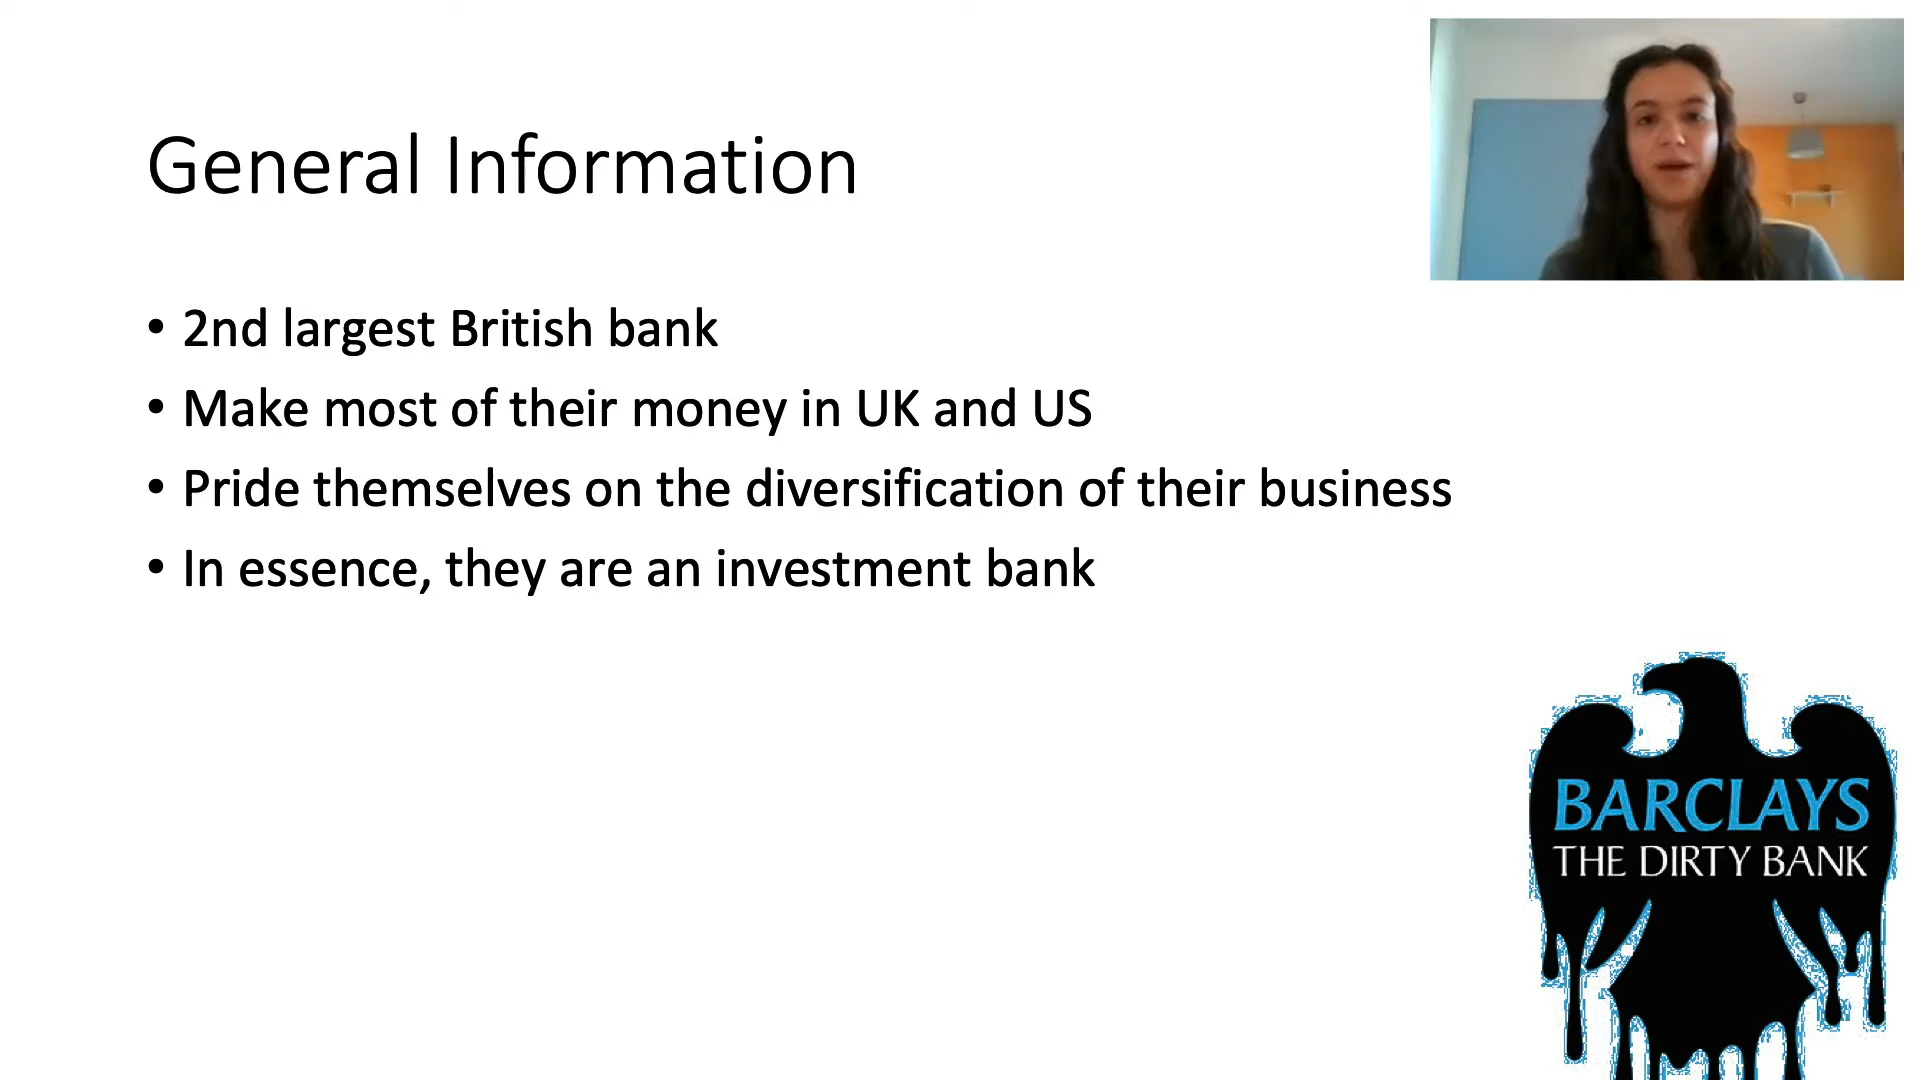 General Information
• 2nd largest British bank
• Make most of their money in UK and US
• Pride themselves on the diversification of their business
• In essence, they are an investment bank
BARCLAYS
THE DIRTY BANK